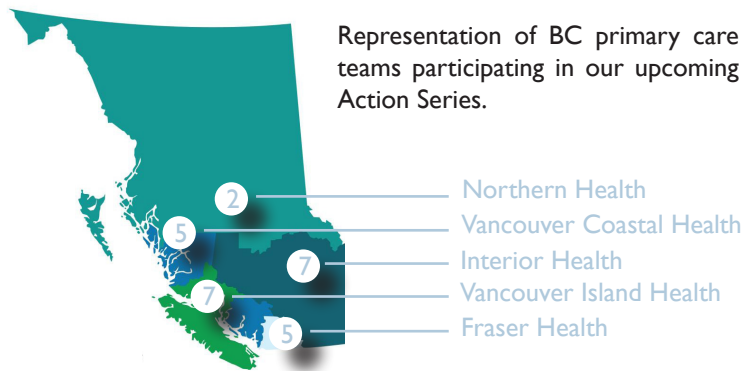 Representation of BC primary care
teams participating in our upcoming
Action Series.
2 Northern Health
5 Vancouver Coastal Health
7 Interior Health
7 Vancouver Island Health
5 Fraser Health